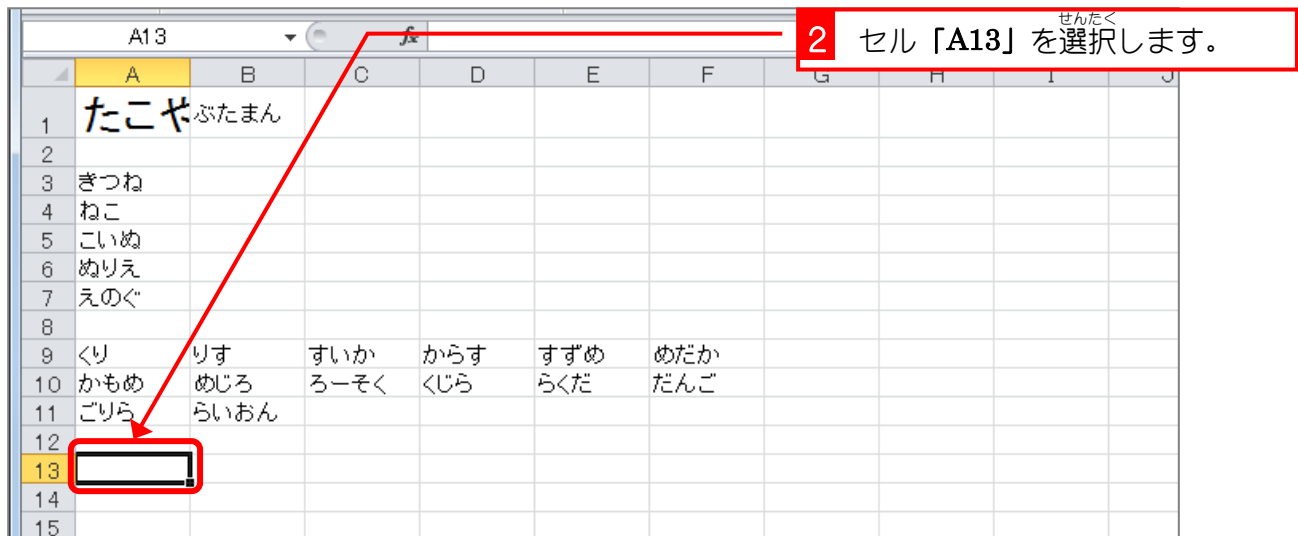 A13 fx
2 セル「A13」を選択します。
せんたく
A B C D E F G H I J
1 たこや ぶたまん
2
3 きつね
4 ねこ
5 こいぬ
6 ぬりえ
7 えのぐ
8
9 くり りす すいか からす すずめ めだか
10 かもめ めじろ ろーそく くじら らくだ だんご
11 ごりら らいおん
12
13
14
15